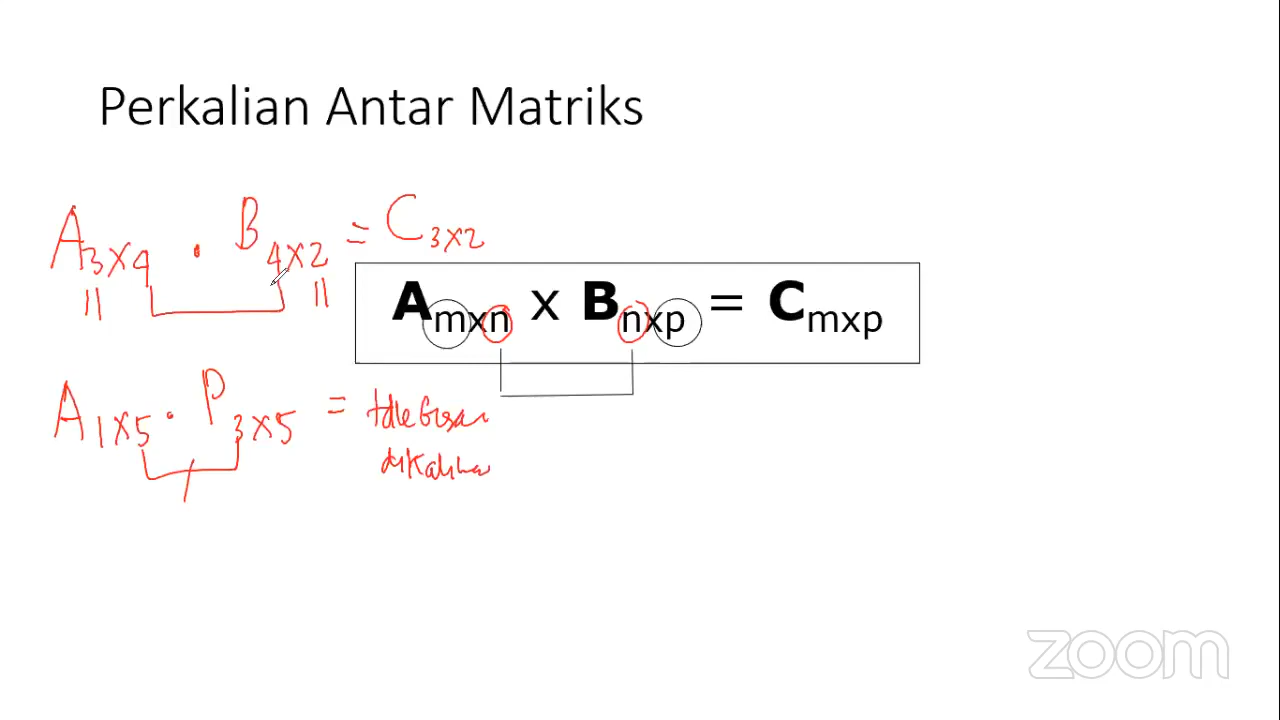 Perkalian Antar Matriks
A3x4 · B4x2 = C3x2
Amxn x Bnxp = Cmxp
A1x5 · P3x5 =
zoom